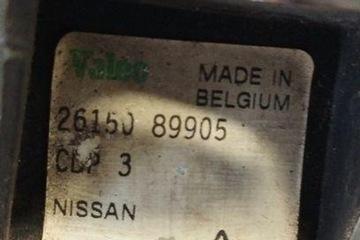 Valeo
MADE IN
BELGIUM
26150 89905
CDP 3
NISSAN